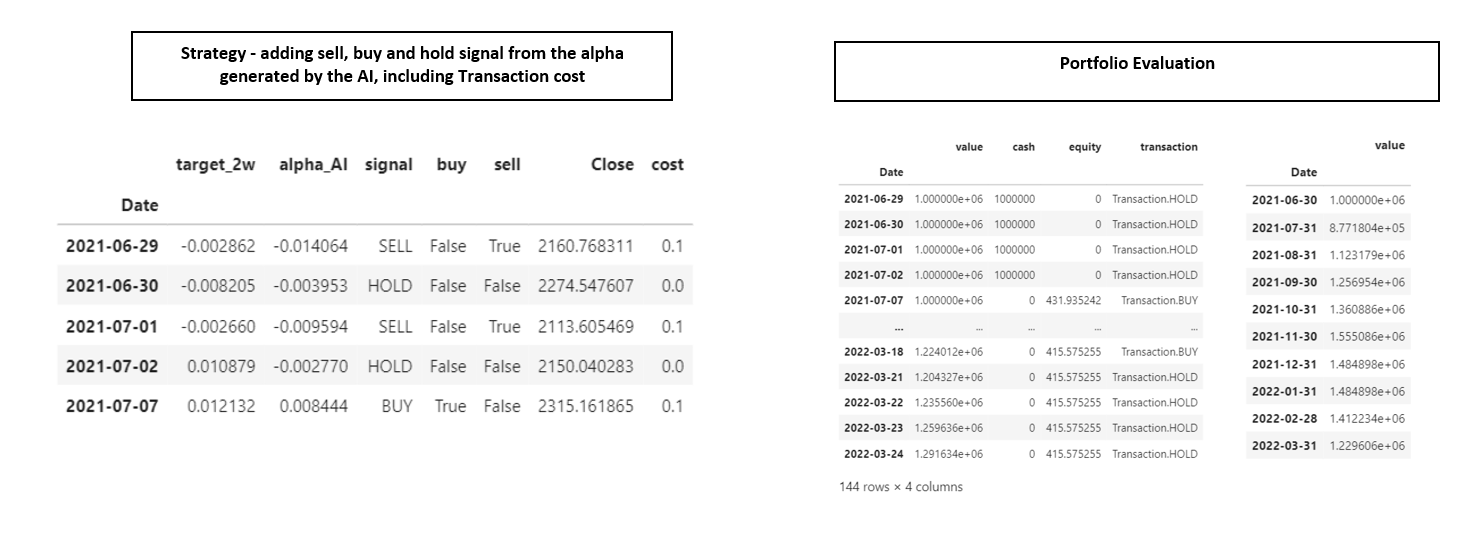 Strategy - adding sell, buy and hold signal from the alpha
generated by the AI, including Transaction cost
target_2w alpha_AI signal buy sell Close cost
Date
2021-06-29 -0.002862 -0.014064 SELL False True 2160.768311 0.1
2021-06-30 -0.008205 -0.003953 HOLD False False 2274.547607 0.0
2021-07-01 -0.002660 -0.009594 SELL False True 2113.605469 0.1
2021-07-02 0.010879 -0.002770 HOLD False False 2150.040283 0.0
2021-07-07 0.012132 0.008444 BUY True False 2315.161865 0.1
Portfolio Evaluation
value cash equity transaction
Date
2021-06-29 1.000000e+06 1000000 0 Transaction.HOLD
2021-06-30 1.000000e+06 1000000 0 Transaction.HOLD
2021-07-01 1.000000e+06 1000000 0 Transaction.HOLD
2021-07-02 1.000000e+06 1000000 0 Transaction.HOLD
2021-07-07 1.000000e+06 0 431.935242 Transaction.BUY
... ... ... ... ...
2022-03-18 1.224012e+06 0 415.575255 Transaction.BUY
2022-03-21 1.204327e+06 0 415.575255 Transaction.HOLD
2022-03-22 1.235560e+06 0 415.575255 Transaction.HOLD
2022-03-23 1.259636e+06 0 415.575255 Transaction.HOLD
2022-03-24 1.291634e+06 0 415.575255 Transaction.HOLD
144 rows × 4 columns
value
Date
2021-06-30 1.000000e+06
2021-07-31 8.771804e+05
2021-08-31 1.123179e+06
2021-09-30 1.256954e+06
2021-10-31 1.360886e+06
2021-11-30 1.555086e+06
2021-12-31 1.484898e+06
2022-01-31 1.484898e+06
2022-02-28 1.412234e+06
2022-03-31 1.229606e+06